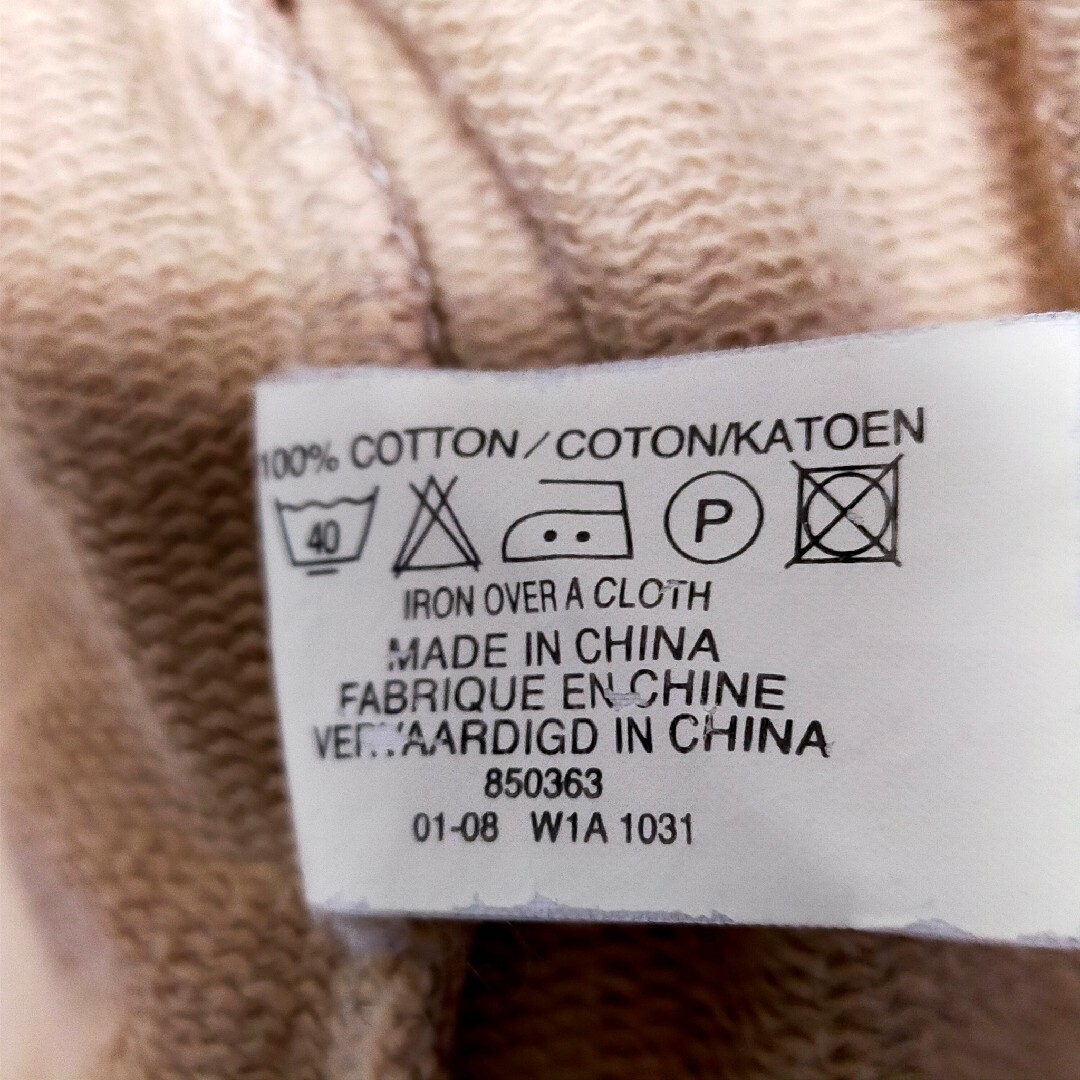 100% COTTON/COTON/KATOEN
40 P
IRON OVER A CLOTH
MADE IN CHINA
FABRIQUE EN CHINE
VERVAARDIGD IN CHINA
850363
01-08 W1A 1031